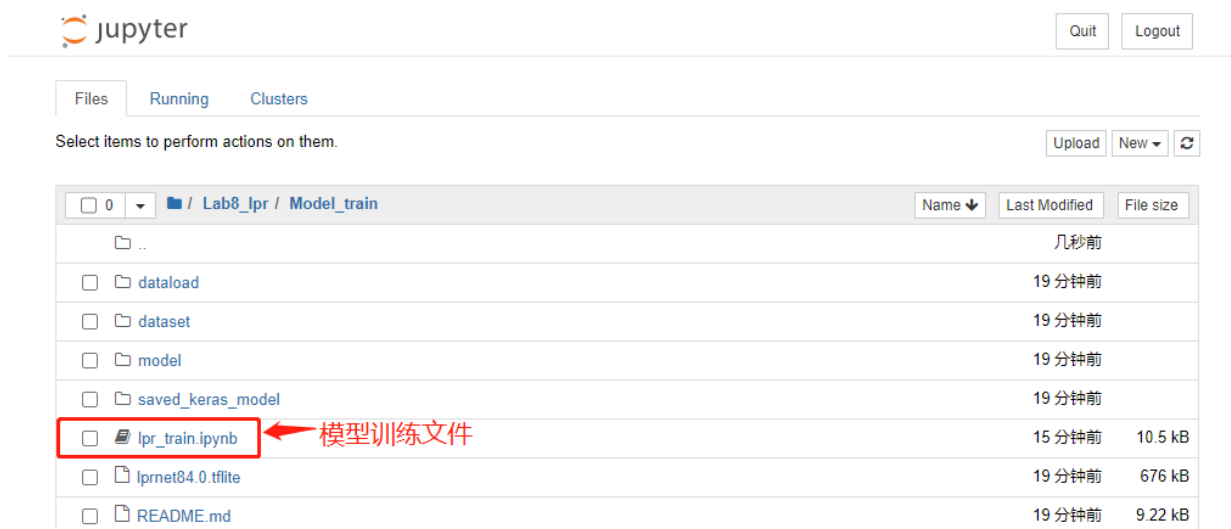 jupyter
Quit Logout
Files Running Clusters
Select items to perform actions on them.
Upload New
0 / Lab8_lpr / Model_train Name Last Modified File size
.. 几秒前
dataload 19 分钟前
dataset 19 分钟前
model 19 分钟前
saved_keras_model 19 分钟前
lpr_train.ipynb 模型训练文件 15 分钟前 10.5 kB
lprnet84.0.tflite 19 分钟前 676 kB
README.md 19 分钟前 9.22 kB